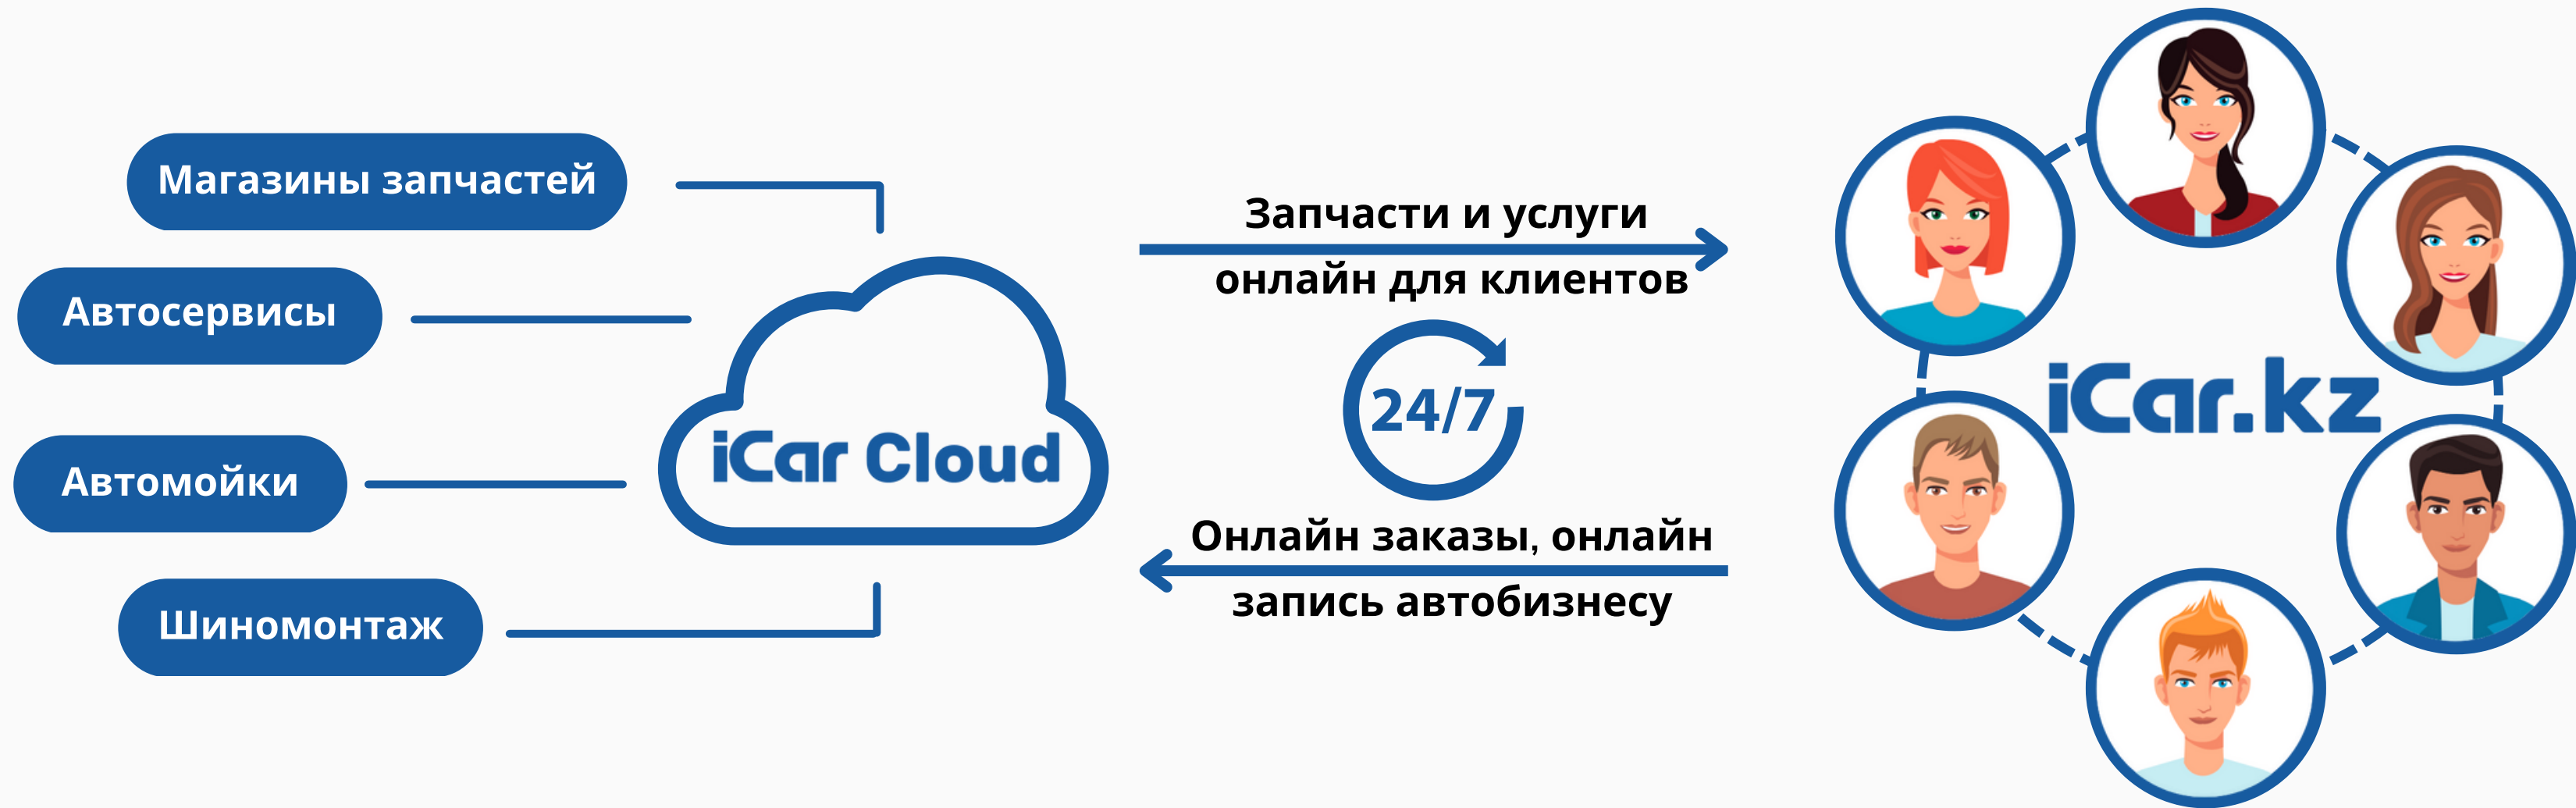 Магазины запчастей
Автосервисы
Автомойки
Шиномонтаж
iCar Cloud
Запчасти и услуги
онлайн для клиентов
24/7
Онлайн заказы, онлайн
запись автобизнесу
iCar.kz